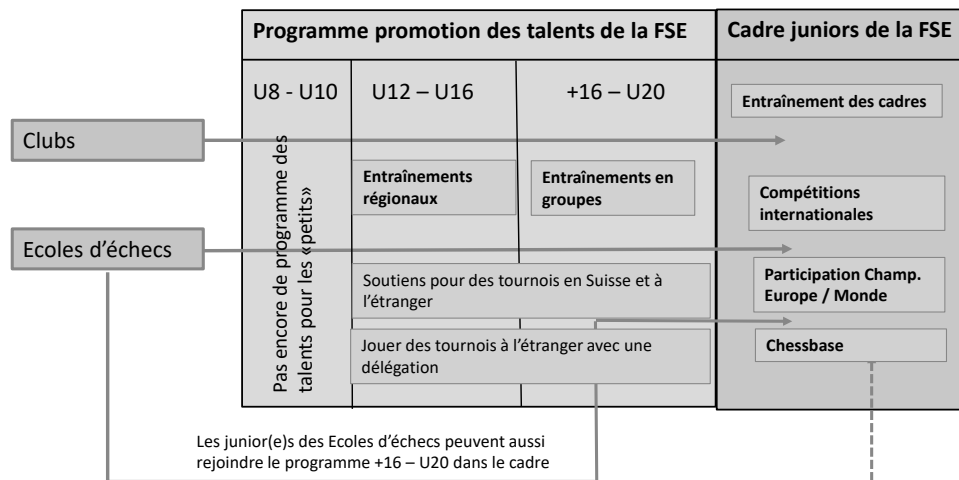 Programme promotion des talents de la FSE
Cadre juniors de la FSE
U8 - U10
U12 – U16
+16 – U20
Entraînement des cadres
Clubs
Pas encore de programme des
talents pour les «petits»
Entraînements
régionaux
Entraînements en
groupes
Compétitions
internationales
Ecoles d’échecs
Soutiens pour des tournois en Suisse et à
l’étranger
Participation Champ.
Europe / Monde
Jouer des tournois à l’étranger avec une
délégation
Chessbase
Les junior(e)s des Ecoles d’échecs peuvent aussi
rejoindre le programme +16 – U20 dans le cadre